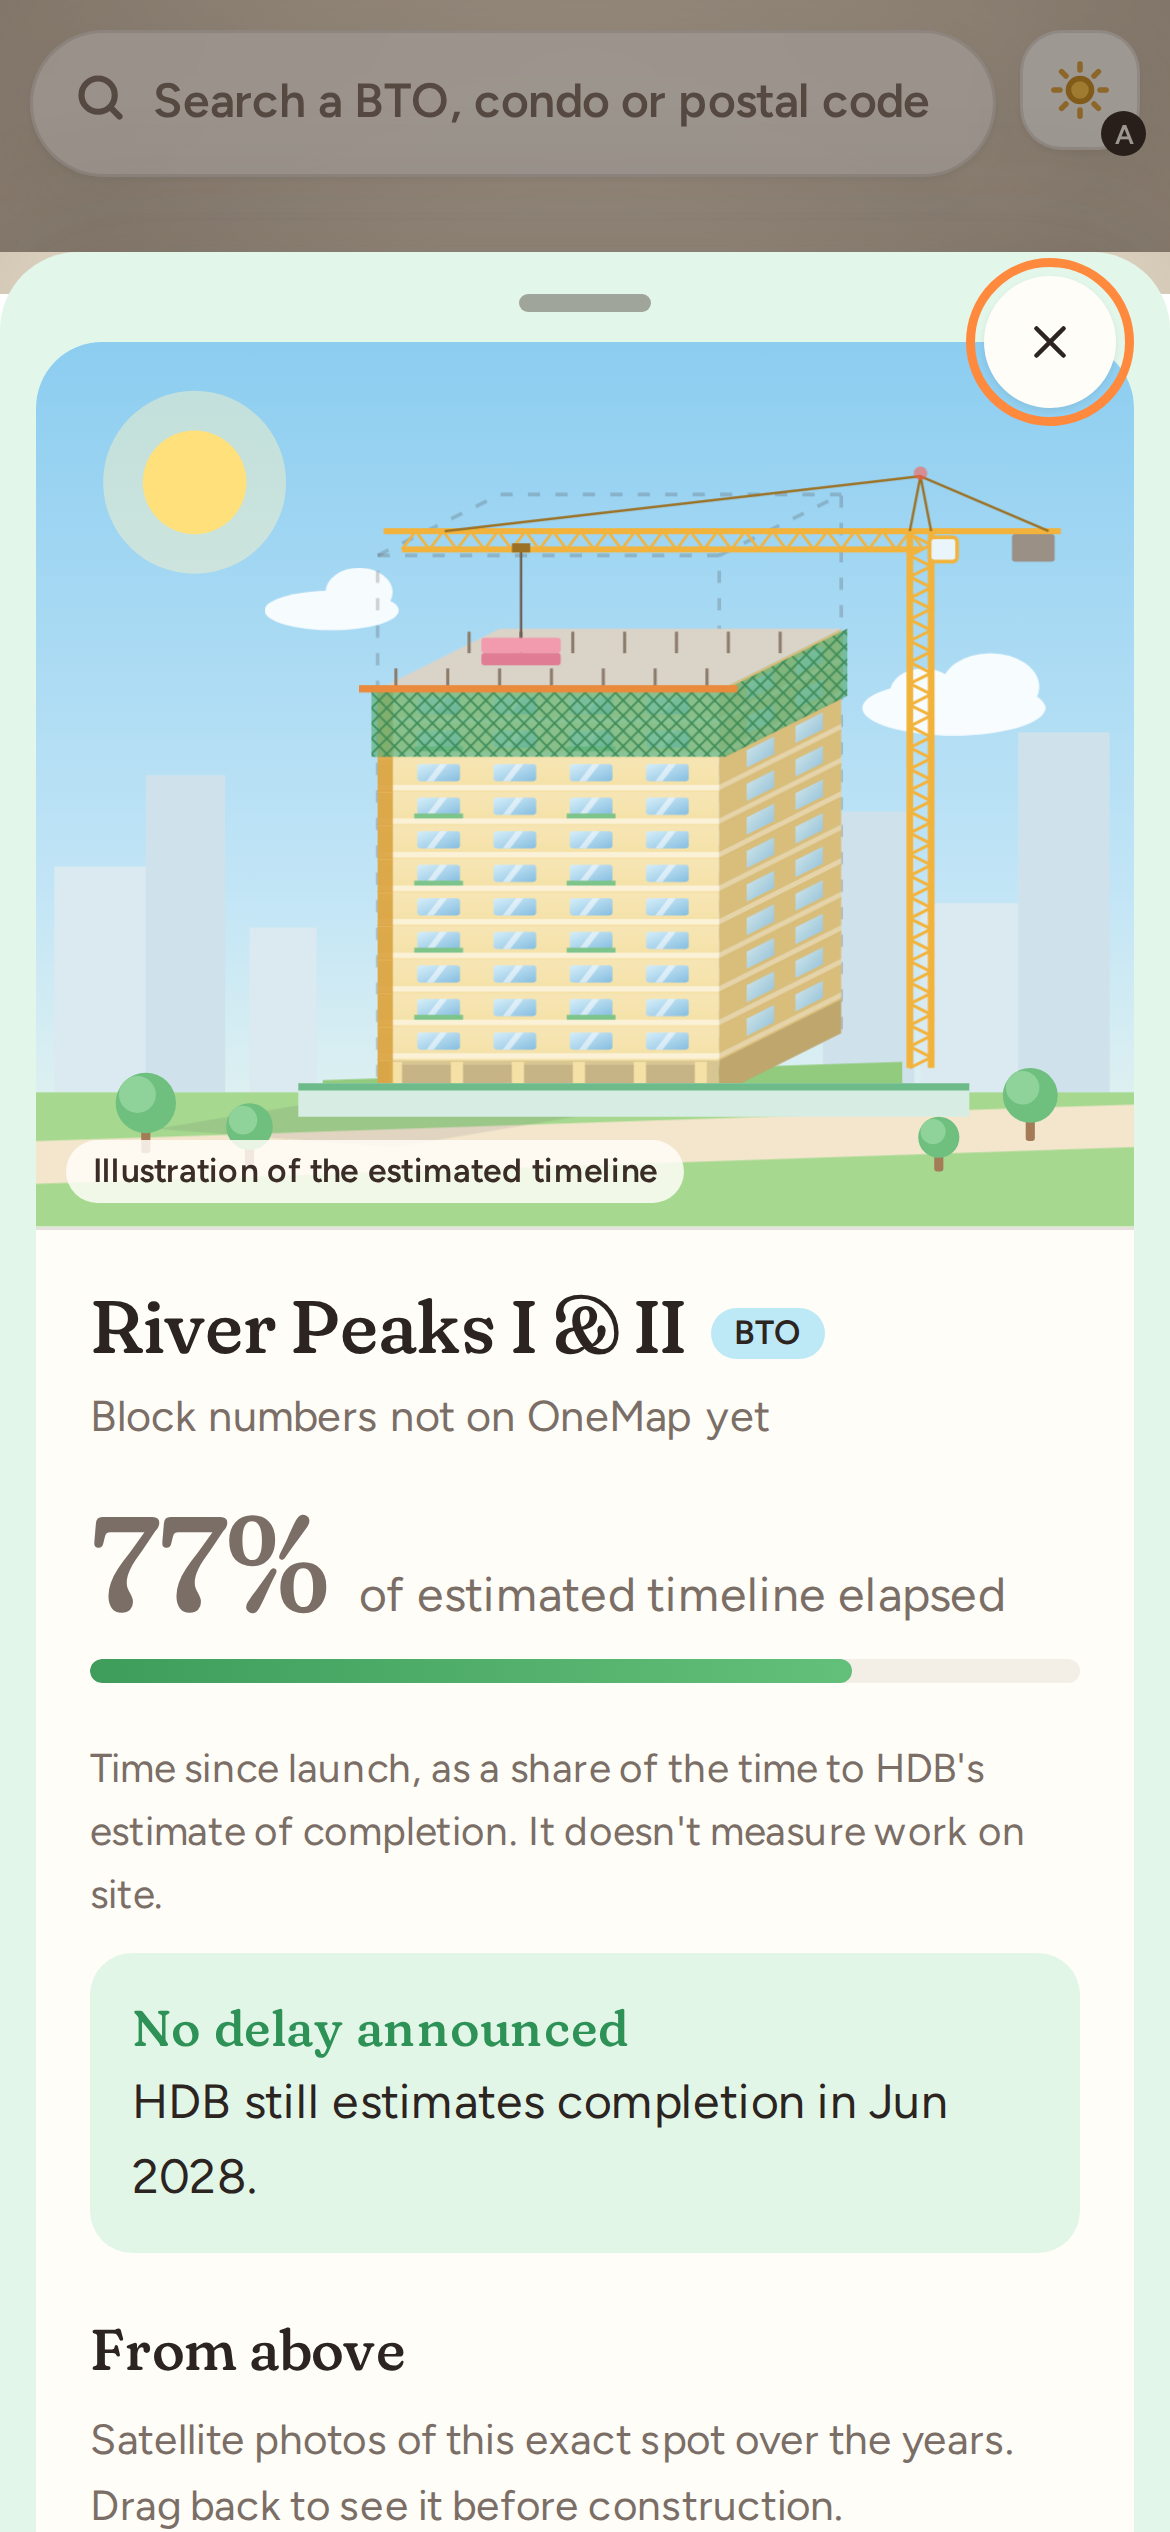 Search a BTO, condo or postal code
A
Illustration of the estimated timeline
River Peaks I & II BTO
Block numbers not on OneMap yet
77% of estimated timeline elapsed
Time since launch, as a share of the time to HDB's
estimate of completion. It doesn't measure work on
site.
No delay announced
HDB still estimates completion in Jun
2028.
From above
Satellite photos of this exact spot over the years.
Drag back to see it before construction.